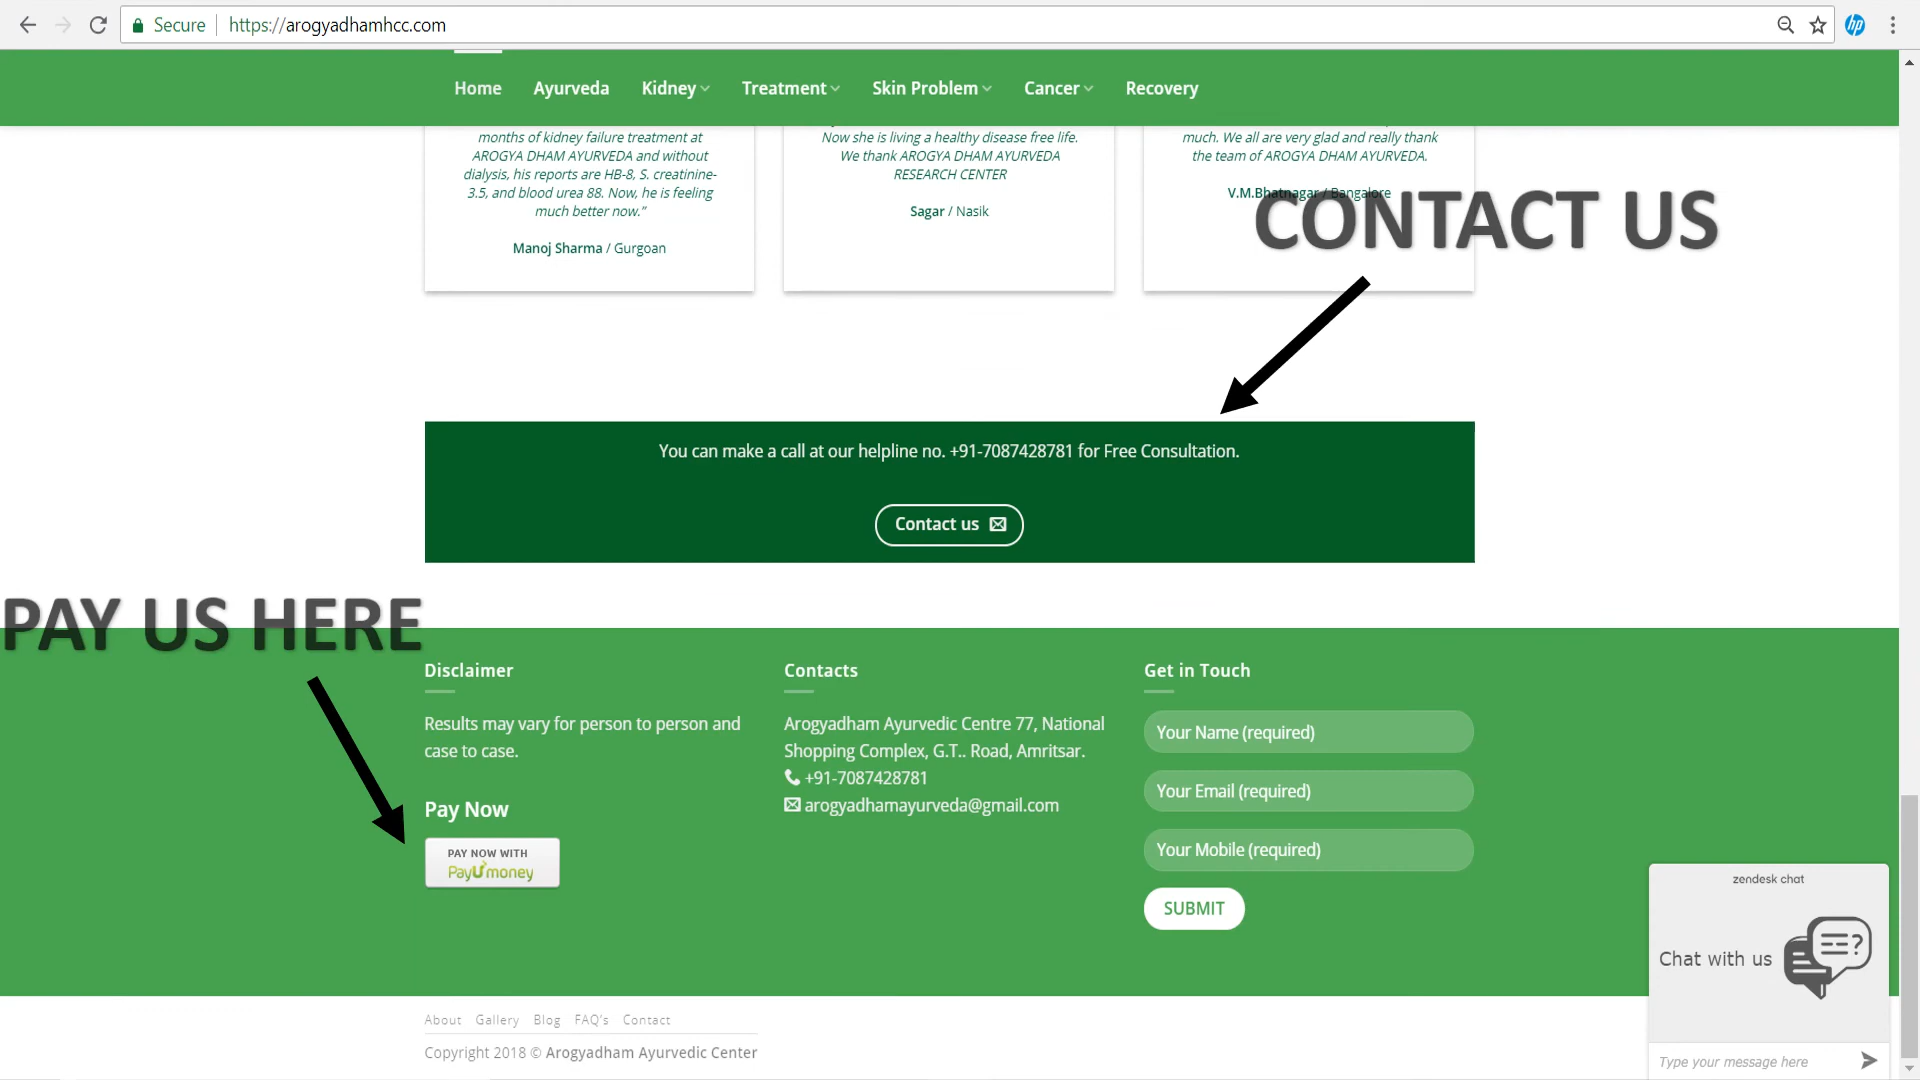 Secure https://arogyadhamhcc.com
Home Ayurveda Kidney Treatment Skin Problem Cancer Recovery
months of kidney failure treatment at
AROGYA DHAM AYURVEDA and without
dialysis, his reports are HB-8, S. creatinine-
3.5, and blood urea 88. Now, he is feeling
much better now.”
Manoj Sharma / Gurgoan
Now she is living a healthy disease free life.
We thank AROGYA DHAM AYURVEDA
RESEARCH CENTER
Sagar / Nasik
much. We all are very glad and really thank
the team of AROGYA DHAM AYURVEDA.
V.M.Bhatnagar / Bangalore
CONTACT US
You can make a call at our helpline no. +91-7087428781 for Free Consultation.
Contact us
PAY US HERE
Disclaimer
Results may vary for person to person and
case to case.
Pay Now
PAY NOW WITH
PayUmoney
Contacts
Arogyadham Ayurvedic Centre 77, National
Shopping Complex, G.T.. Road, Amritsar.
+91-7087428781
arogyadhamayurveda@gmail.com
Get in Touch
Your Name (required)
Your Email (required)
Your Mobile (required)
SUBMIT
zendesk chat
Chat with us
Type your message here
About Gallery Blog FAQ’s Contact
Copyright 2018 © Arogyadham Ayurvedic Center
hp